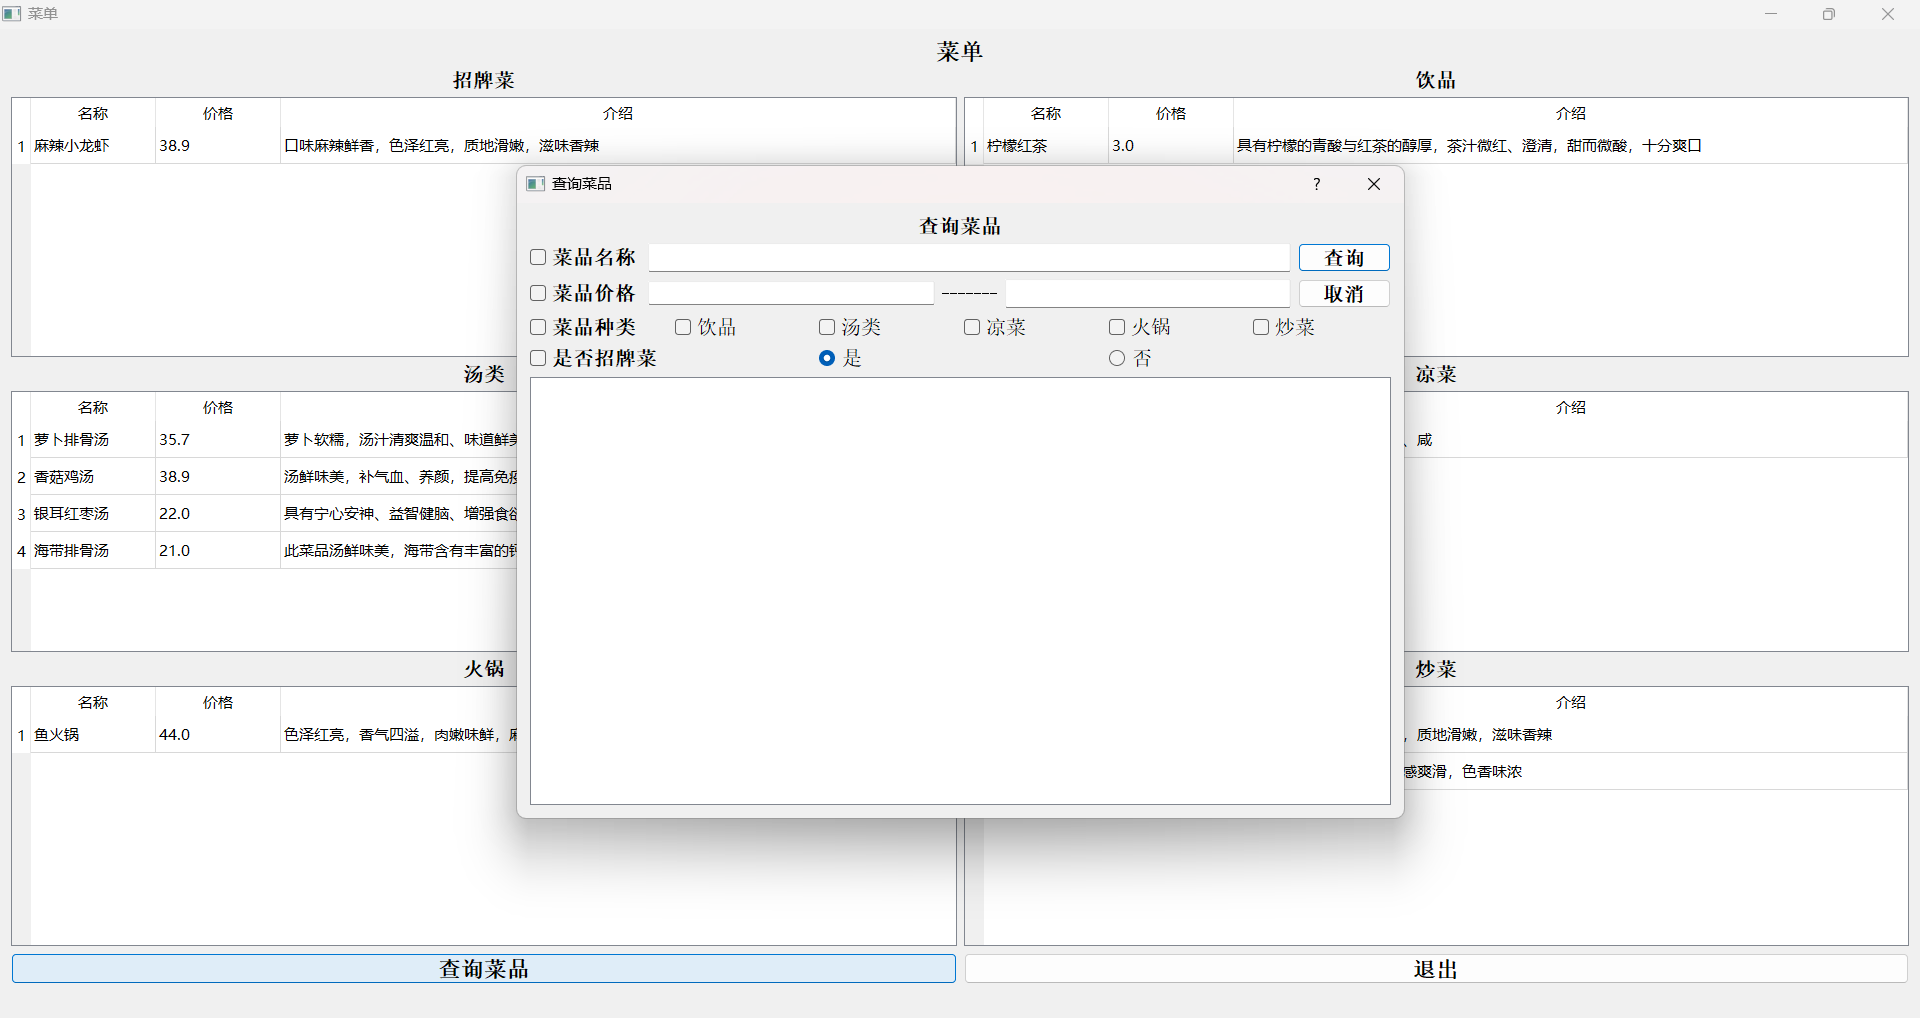 菜单
菜单
招牌菜
名称 价格 介绍
1 麻辣小龙虾 38.9 口味麻辣鲜香，色泽红亮，质地滑嫩，滋味香辣
饮品
名称 价格 介绍
1 柠檬红茶 3.0 具有柠檬的青酸与红茶的醇厚，茶汁微红、澄清，甜而微酸，十分爽口
汤类
名称 价格
1 萝卜排骨汤 35.7 萝卜软糯，汤汁清爽温和、味道鲜美
2 香菇鸡汤 38.9 汤鲜味美，补气血、养颜，提高免疫
3 银耳红枣汤 22.0 具有宁心安神、益智健脑、增强食欲
4 海带排骨汤 21.0 此菜品汤鲜味美，海带含有丰富的
凉菜
介绍
、咸
火锅
名称 价格
1 鱼火锅 44.0 色泽红亮，香气四溢，肉嫩味鲜，
炒菜
介绍
，质地滑嫩，滋味香辣
感爽滑，色香味浓
查询菜品
?
查询菜品
菜品名称 查询
菜品价格 ------- 取消
菜品种类 饮品 汤类 凉菜 火锅 炒菜
是否招牌菜 是 否
查询菜品 退出